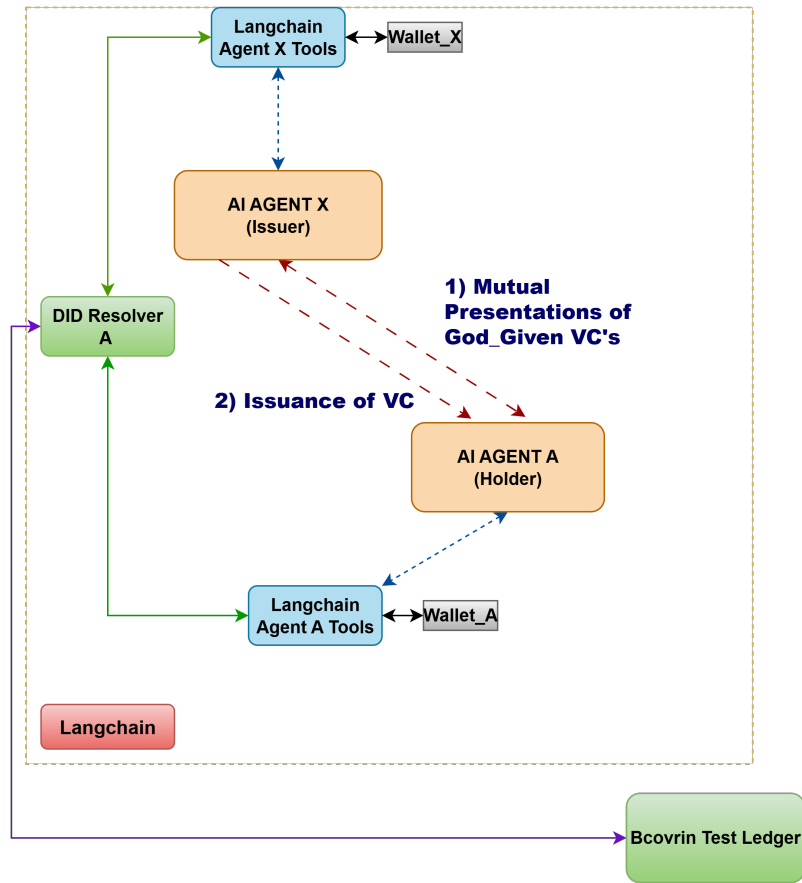 Langchain
Agent X Tools
Wallet_X
AI AGENT X
(Issuer)
1) Mutual
Presentations of
God_Given VC's
DID Resolver
A
2) Issuance of VC
AI AGENT A
(Holder)
Langchain
Agent A Tools
Wallet_A
Langchain
Bcovrin Test Ledger